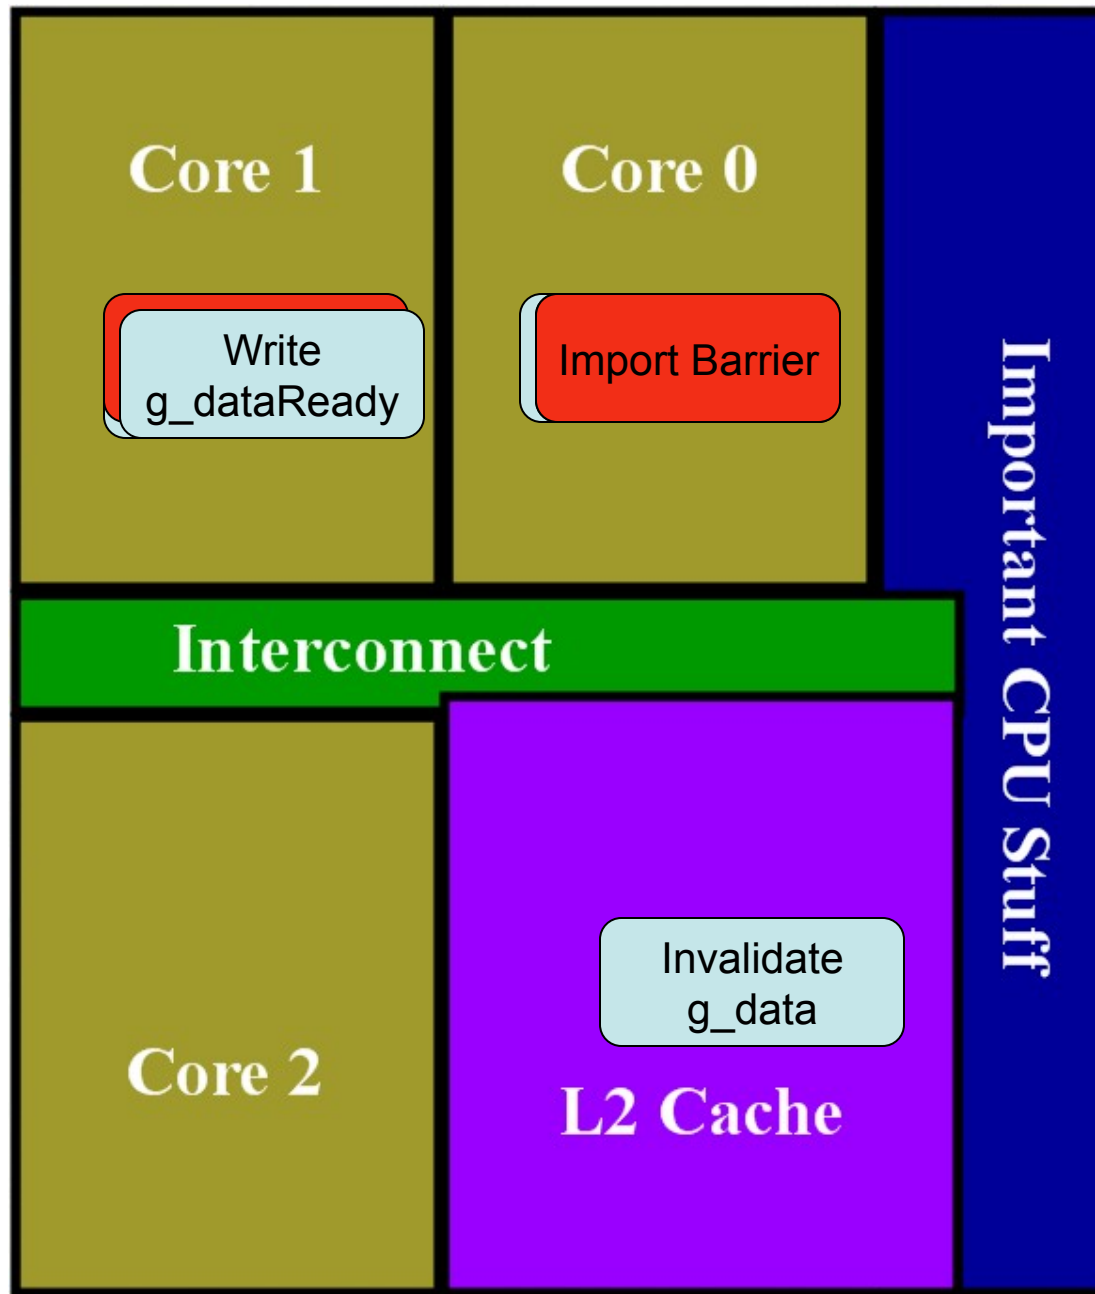 Core 1
Core 0
Write
g_dataReady
Import Barrier
Important CPU Stuff
Interconnect
Invalidate
g_data
Core 2
L2 Cache